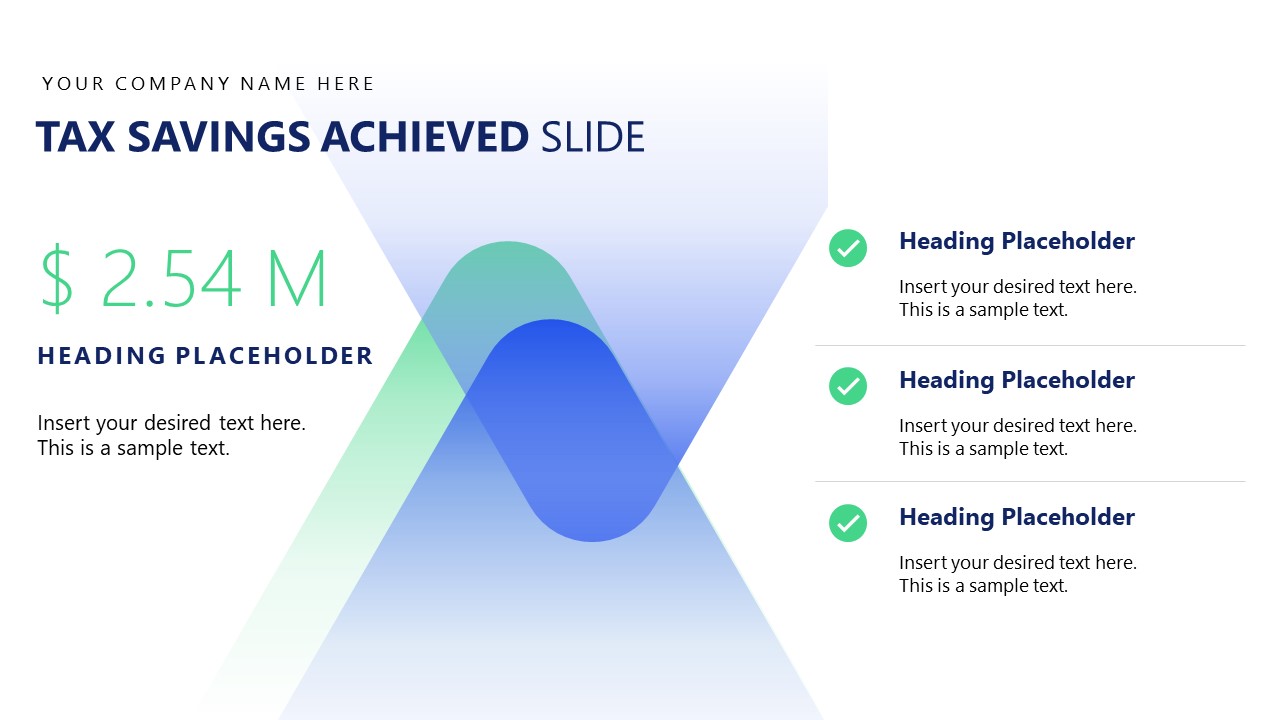 YOUR COMPANY NAME HERE
TAX SAVINGS ACHIEVED SLIDE
$ 2.54 M
HEADING PLACEHOLDER
Insert your desired text here.
This is a sample text.
Heading Placeholder
Insert your desired text here.
This is a sample text.
Heading Placeholder
Insert your desired text here.
This is a sample text.
Heading Placeholder
Insert your desired text here.
This is a sample text.